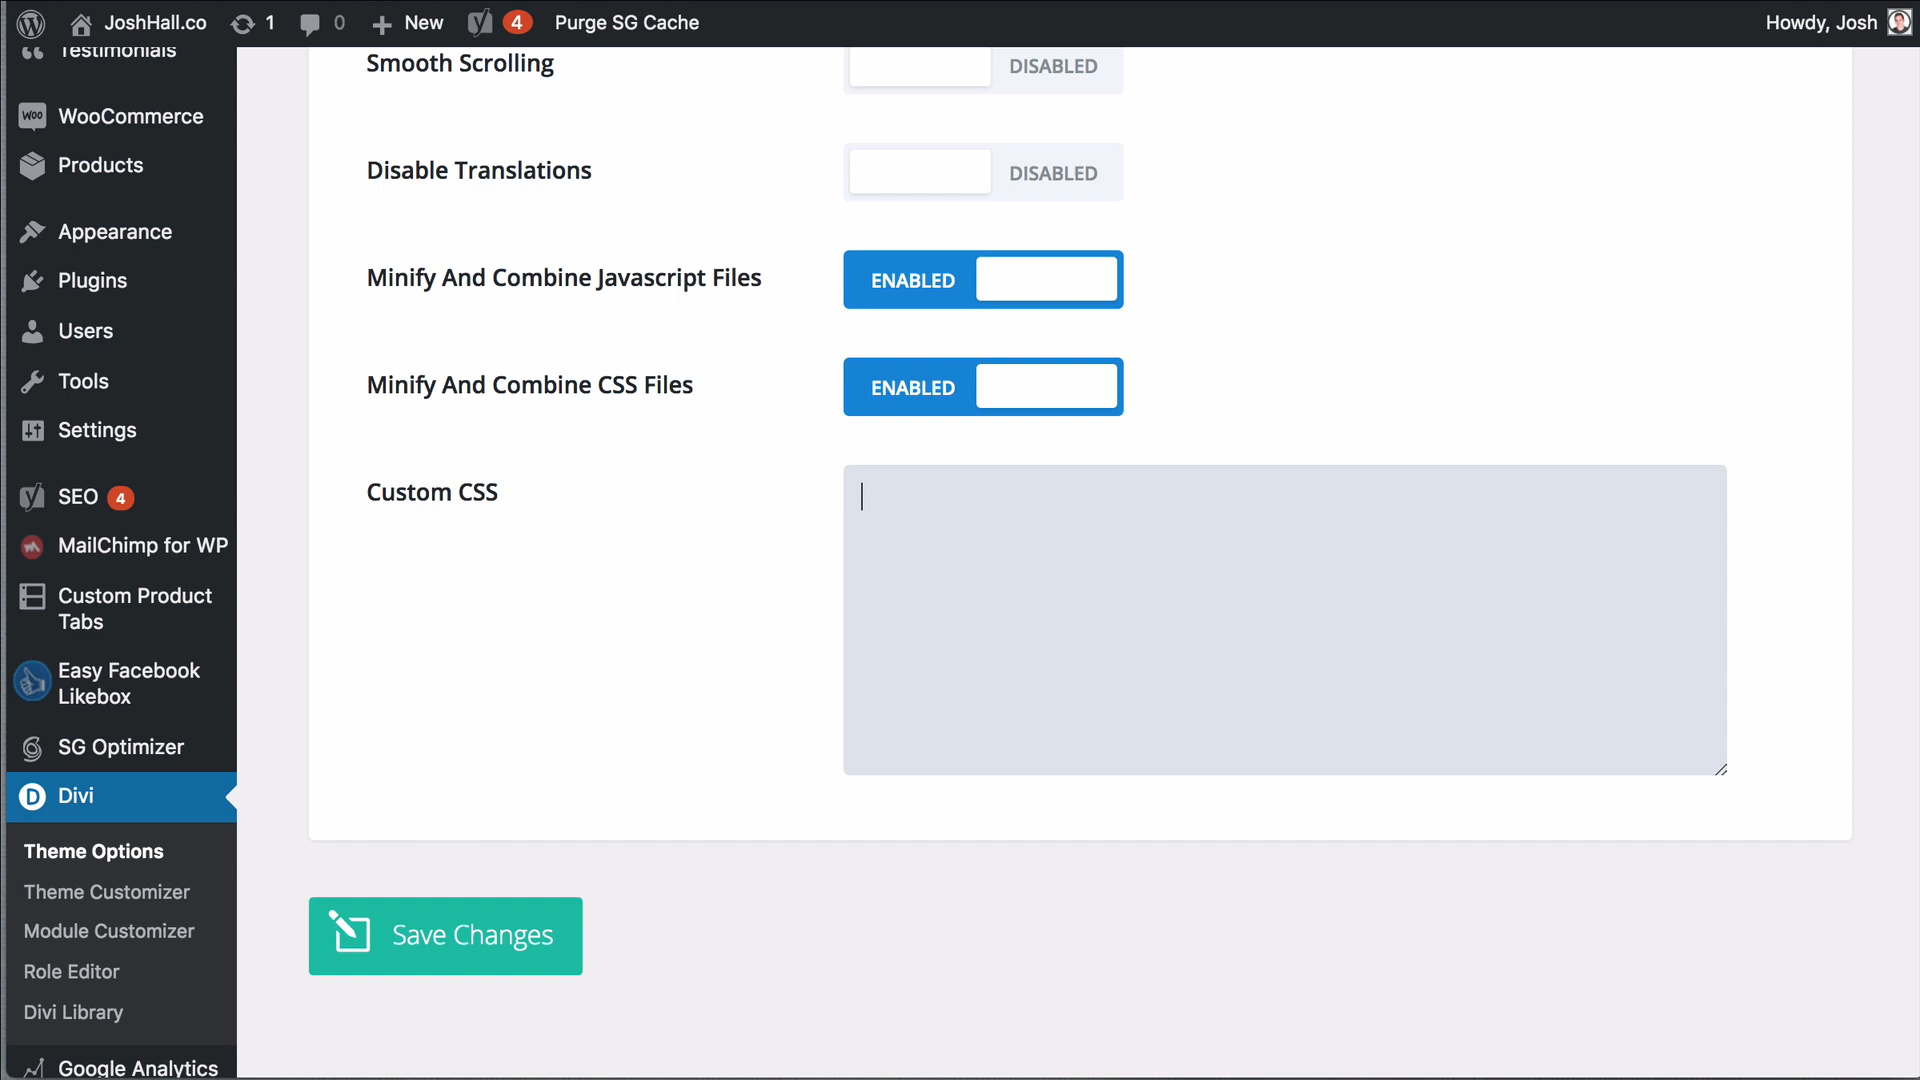 JoshHall.co 1 0 New 4 Purge SG Cache Howdy, Josh
Testimonials
WOO WooCommerce
Products
Appearance
Plugins
Users
Tools
Settings
SEO 4
MailChimp for WP
Custom Product
Tabs
Easy Facebook
Likebox
SG Optimizer
D Divi
Theme Options
Theme Customizer
Module Customizer
Role Editor
Divi Library
Google Analytics
Smooth Scrolling DISABLED
Disable Translations DISABLED
Minify And Combine Javascript Files ENABLED
Minify And Combine CSS Files ENABLED
Custom CSS
Save Changes